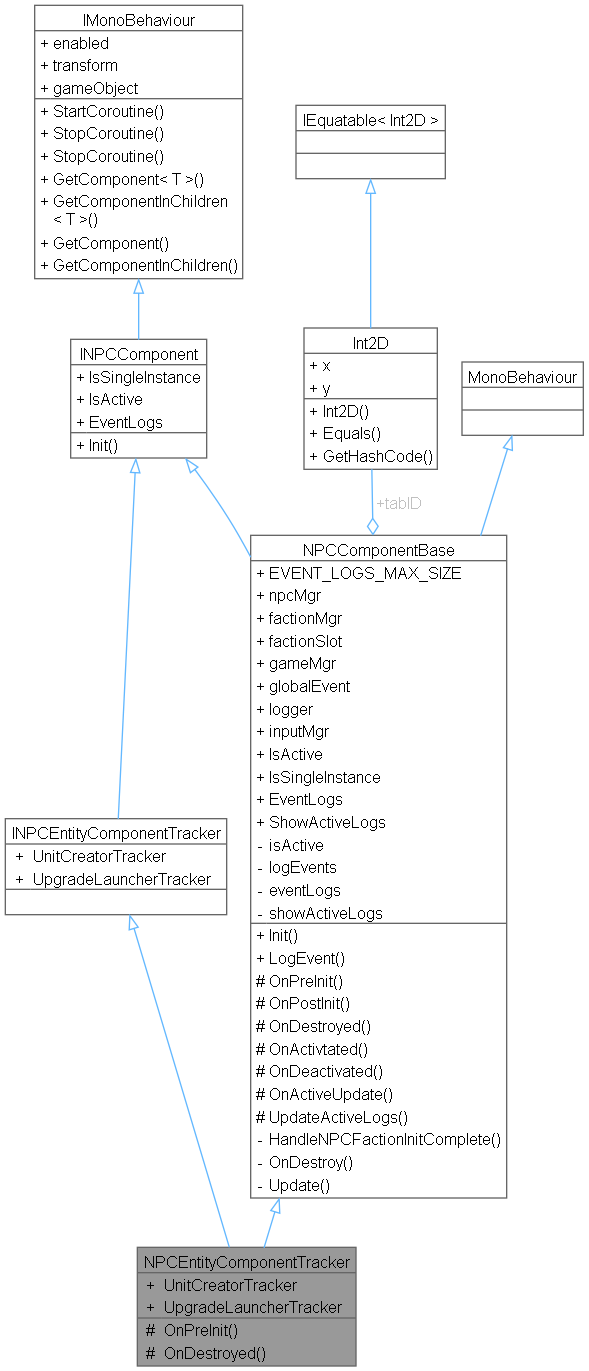 IMonoBehaviour
+ enabled
+ transform
+ gameObject
+ StartCoroutine()
+ StopCoroutine()
+ StopCoroutine()
+ GetComponent< T >()
+ GetComponentInChildren
< T >()
+ GetComponent()
+ GetComponentInChildren()
IEquatable< Int2D >
INPCComponent
+ IsSingleInstance
+ IsActive
+ EventLogs
+ Init()
Int2D
+ x
+ y
+ Int2D()
+ Equals()
+ GetHashCode()
MonoBehaviour
+tabID
NPCComponentBase
+ EVENT_LOGS_MAX_SIZE
+ npcMgr
+ factionMgr
+ factionSlot
+ gameMgr
+ globalEvent
+ logger
+ inputMgr
+ IsActive
+ IsSingleInstance
+ EventLogs
+ ShowActiveLogs
- isActive
- logEvents
- eventLogs
- showActiveLogs
+ Init()
+ LogEvent()
# OnPreInit()
# OnPostInit()
# OnDestroyed()
# OnActivtated()
# OnDeactivated()
# OnActiveUpdate()
# UpdateActiveLogs()
- HandleNPCFactionInitComplete()
- OnDestroy()
- Update()
INPCEntityComponentTracker
+ UnitCreatorTracker
+ UpgradeLauncherTracker
NPCEntityComponentTracker
+ UnitCreatorTracker
+ UpgradeLauncherTracker
# OnPreInit()
# OnDestroyed()